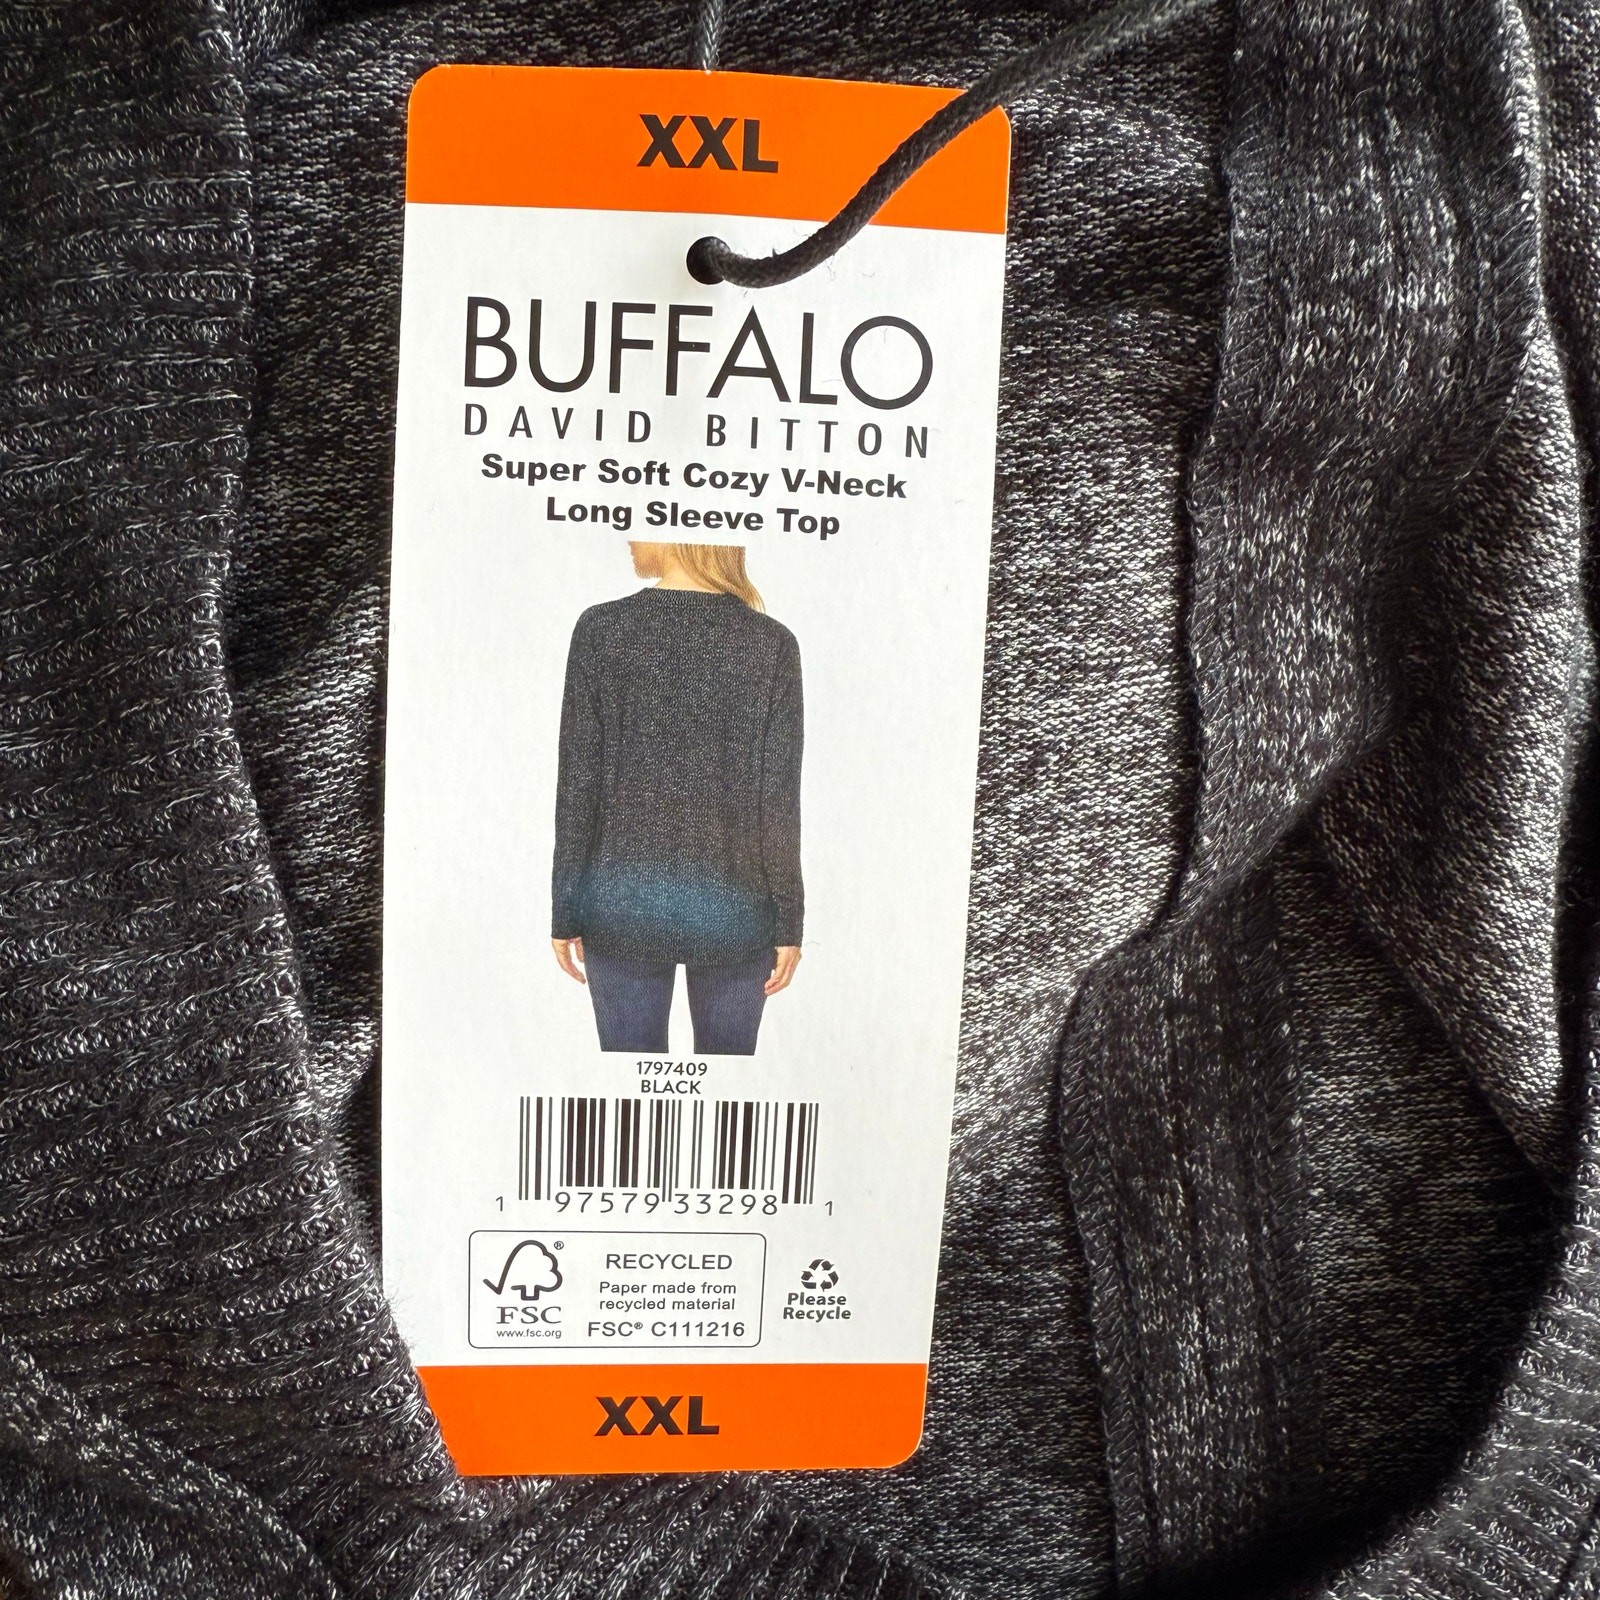 XXL
BUFFALO
DAVID BITTON
Super Soft Cozy V-Neck
Long Sleeve Top
1797409
BLACK
1 97579 33298 1
FSC ®
www.fsc.org
RECYCLED
Paper made from
recycled material
FSC® C111216
Please
Recycle
XXL